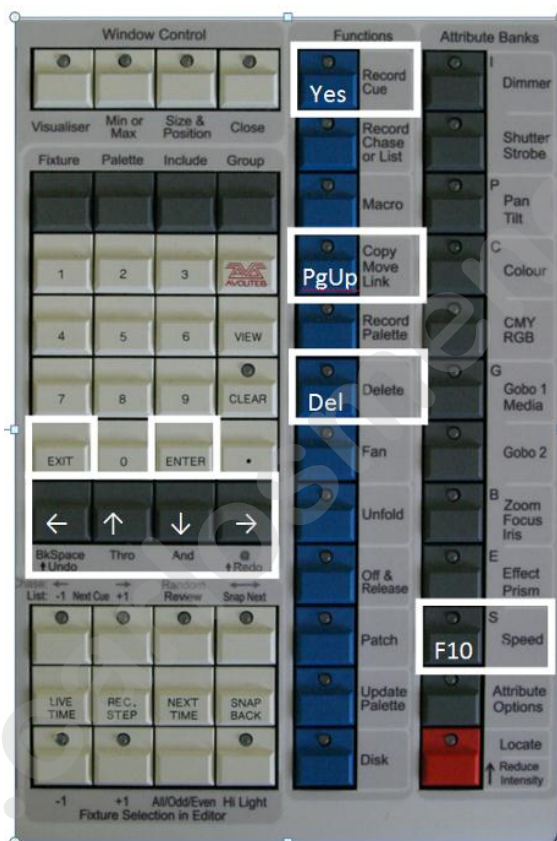 Window Control
Visualiser
Min or
Max
Size &
Position
Close
Fixture Palette Include Group
1 2 3 AVOLITES
4 5 6 VIEW
7 8 9 CLEAR
EXIT 0 ENTER •
← ↑ ↓ →
BkSpace Thro And @
↑Undo ↑Redo
Chase: ← → Random ↔
List: -1 Next Cue +1 Review Snap Next
LIVE
TIME
REC.
STEP
NEXT
TIME
SNAP
BACK
-1 +1 All/Odd/Even Hi Light
Fixture Selection in Editor
Functions
Yes
Record
Cue
Record
Chase
or List
Macro
PgUp
Copy
Move
Link
Record
Palette
Del
Delete
Fan
Unfold
Off &
Release
Patch
Update
Palette
Disk
Attribute Banks
I
Dimmer
Shutter
Strobe
P
Pan
Tilt
C
Colour
CMY
RGB
G
Gobo 1
Media
Gobo 2
B
Zoom
Focus
Iris
E
Effect
Prism
F10
S
Speed
Attribute
Options
Locate
↑ Reduce
Intensity